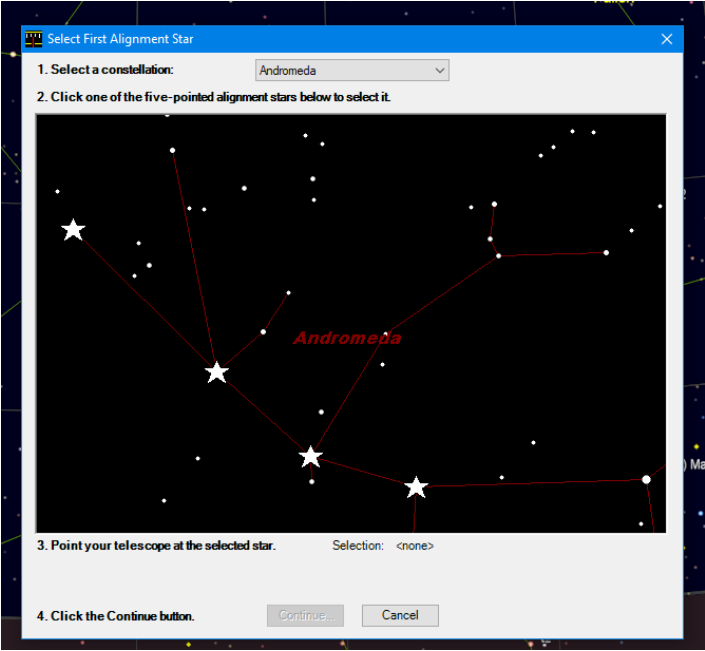 Select First Alignment Star
1. Select a constellation:
Andromeda
2. Click one of the five-pointed alignment stars below to select it.
Andromeda
) Ma
3. Point your telescope at the selected star.
Selection: <none>
4. Click the Continue button.
Continue...
Cancel